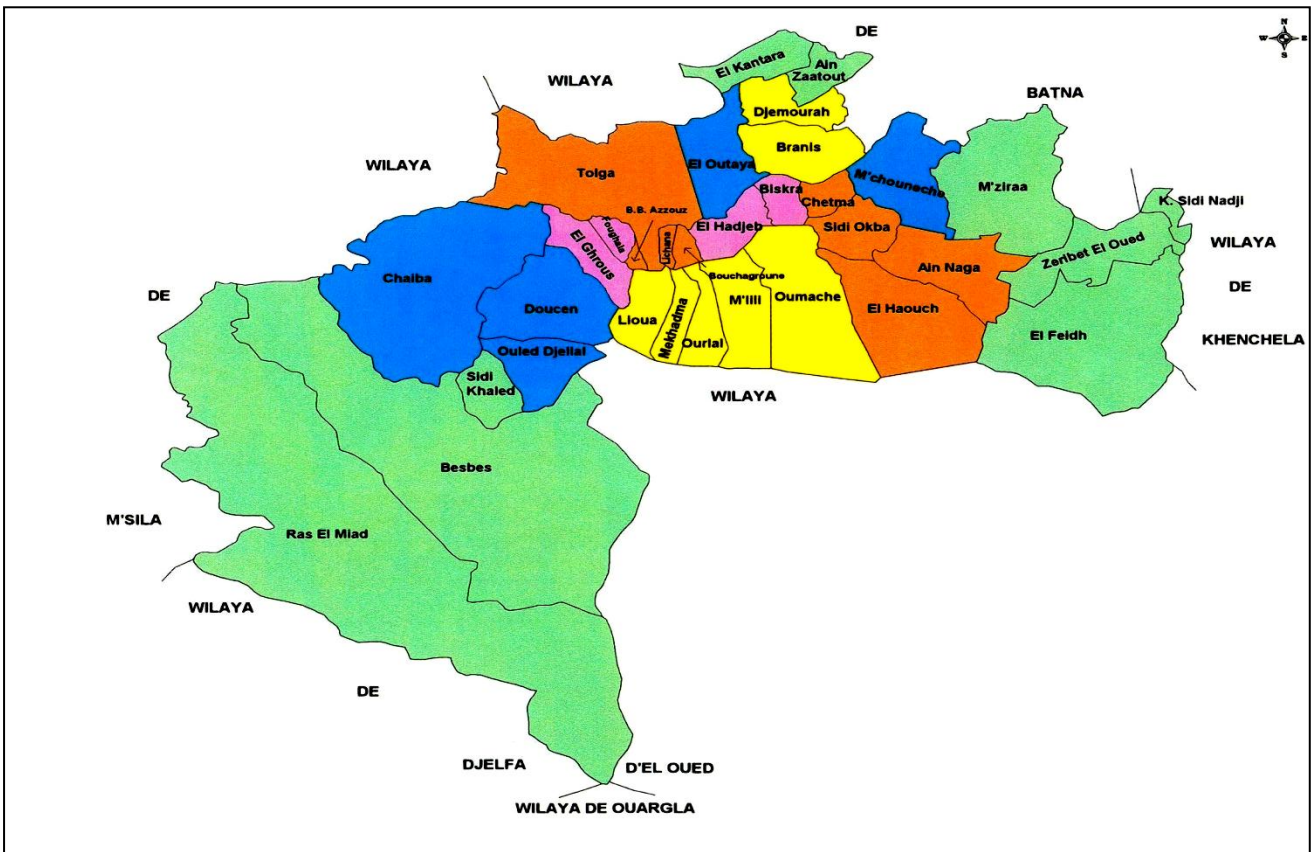 N
W E
S
DE
El Kantara
Ain
Zaatout
WILAYA
BATNA
Djemourah
WILAYA
Tolga
El Outaya
Branis
M'chouneche
M'ziraa
Biskra
Chetma
K. Sidi Nadji
B.B. Azzouz
Foughala
Lichana
El Hadjeb
Sidi Okba
WILAYA
El Ghrous
Zeribet El Oued
Chaiba
Bouchagroune
Ain Naga
DE
DE
Doucen
Lioua
Mekhadma
Ourlal
M'lili
Oumache
El Haouch
El Feidh
KHENCHELA
Ouled Djellal
Sidi
Khaled
WILAYA
Besbes
M'SILA
Ras El Miad
WILAYA
DE
DJELFA
D'EL OUED
WILAYA DE OUARGLA